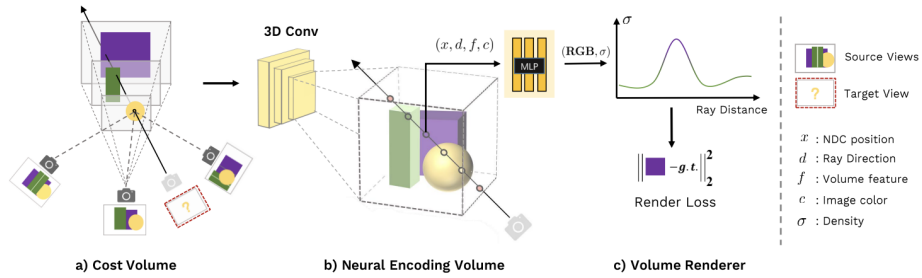 3D Conv
(x, d, f, c)
MLP
(RGB, σ)
σ
Ray Distance
‖ -g.t.‖₂²
Render Loss
?
?
Source Views
Target View
x : NDC position
d : Ray Direction
f : Volume feature
c : Image color
σ : Density
a) Cost Volume
b) Neural Encoding Volume
c) Volume Renderer